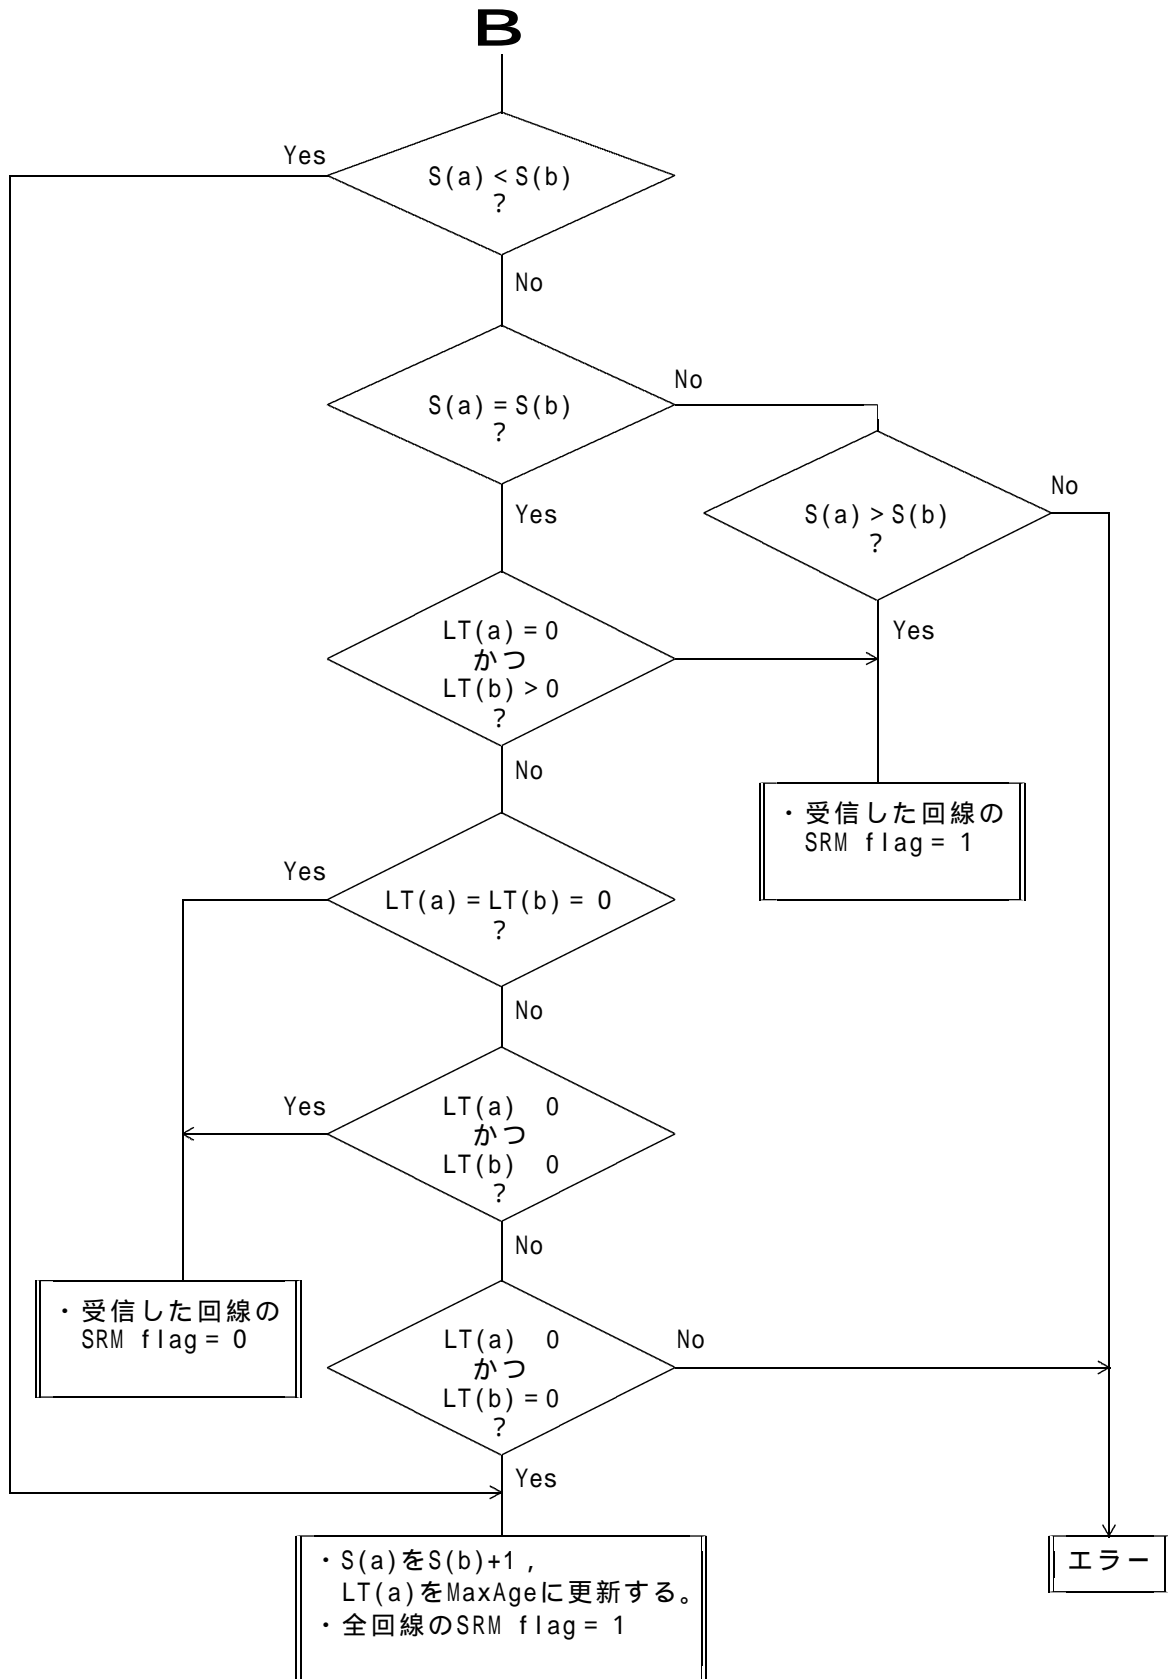 B
Yes
S(a)<S(b)
?
No
S(a)=S(b)
?
No
Yes
S(a)>S(b)
?
No
Yes
LT(a)=0
かつ
LT(b)>0
?
No
・受信した回線の
SRM flag= 1
Yes
LT(a)=LT(b)= 0
?
No
Yes
LT(a) 0
かつ
LT(b) 0
?
No
・受信した回線の
SRM flag= 0
LT(a) 0
かつ
LT(b)=0
?
No
Yes
・S(a)をS(b)+1，
LT(a)をMaxAgeに更新する。
・全回線のSRM flag= 1
エラー